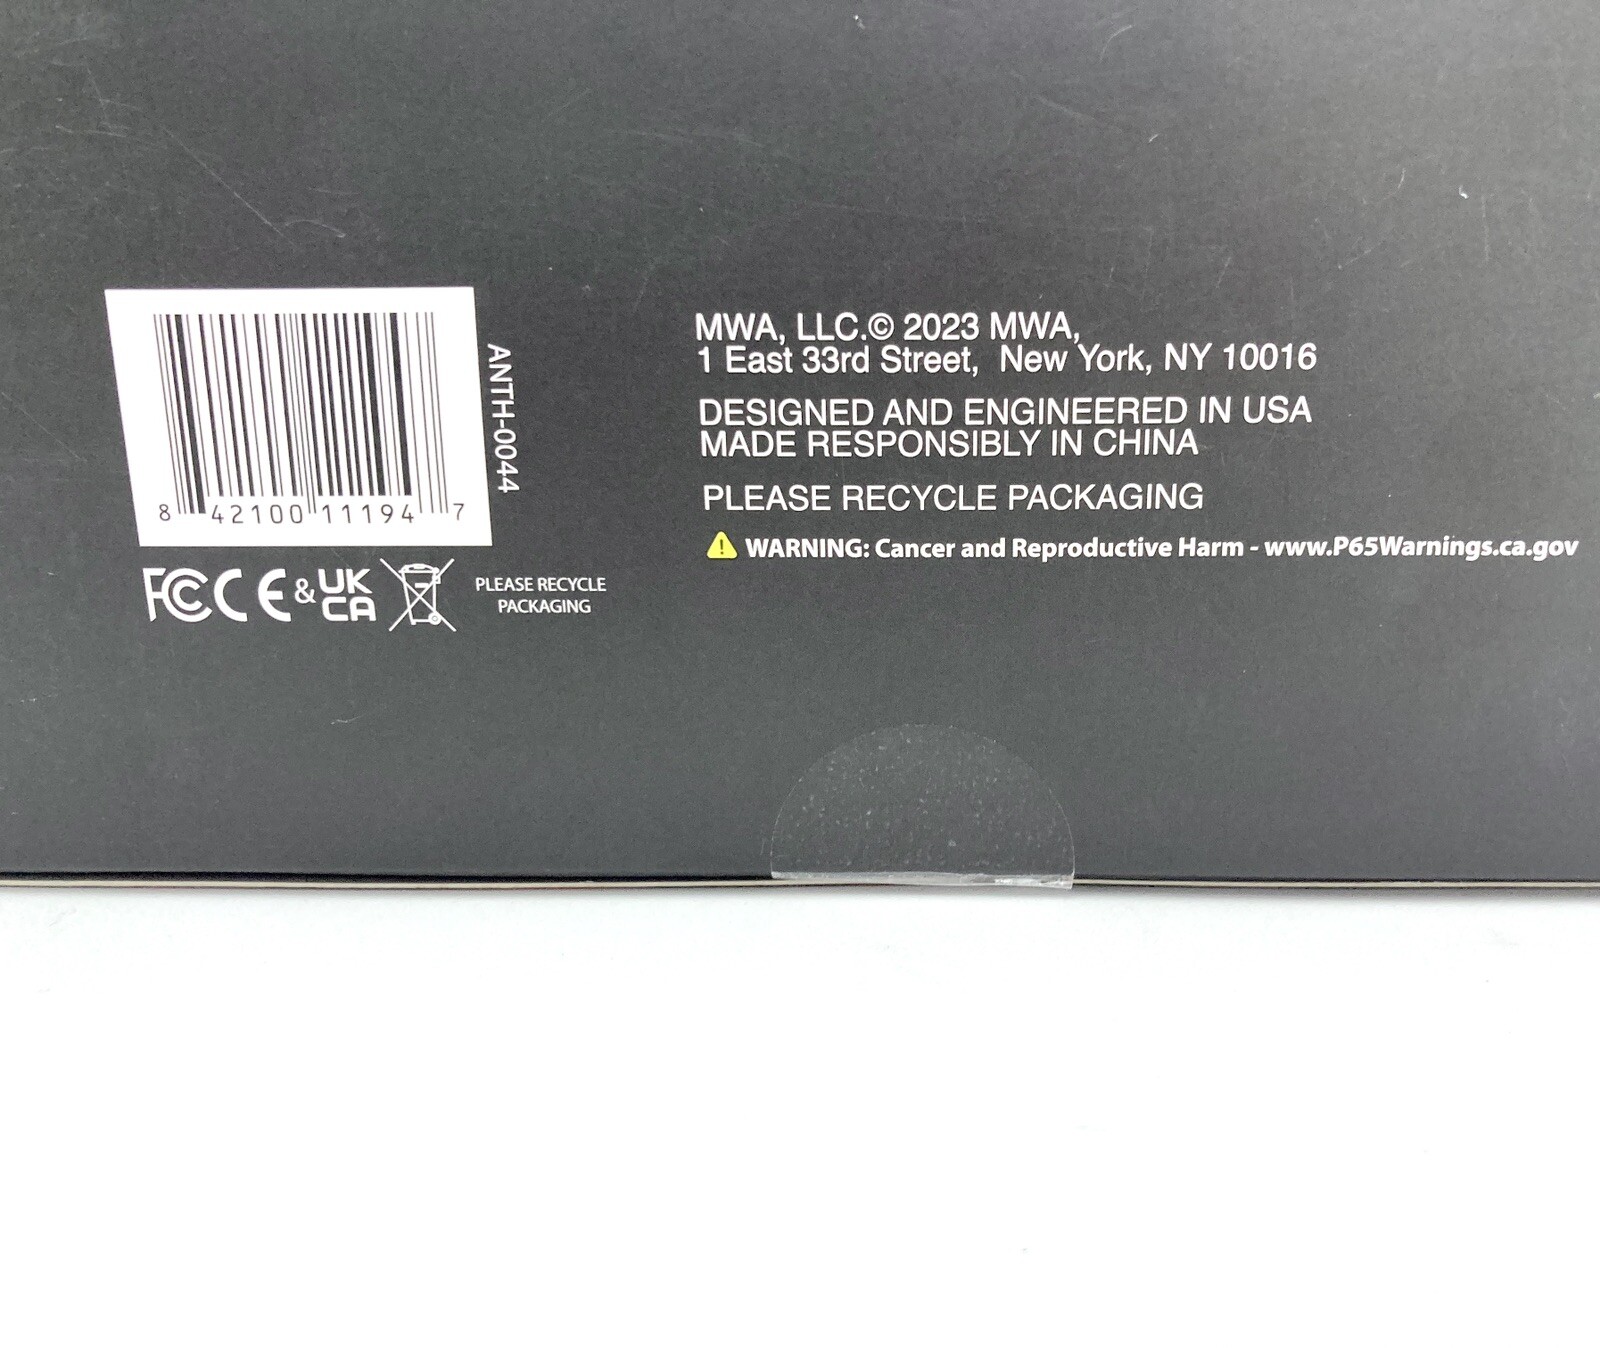 ANTH-0044
8 42100 11194 7
FC CE & UK
CA
PLEASE RECYCLE
PACKAGING
MWA, LLC.© 2023 MWA,
1 East 33rd Street, New York, NY 10016
DESIGNED AND ENGINEERED IN USA
MADE RESPONSIBLY IN CHINA
PLEASE RECYCLE PACKAGING
WARNING: Cancer and Reproductive Harm - www.P65Warnings.ca.gov